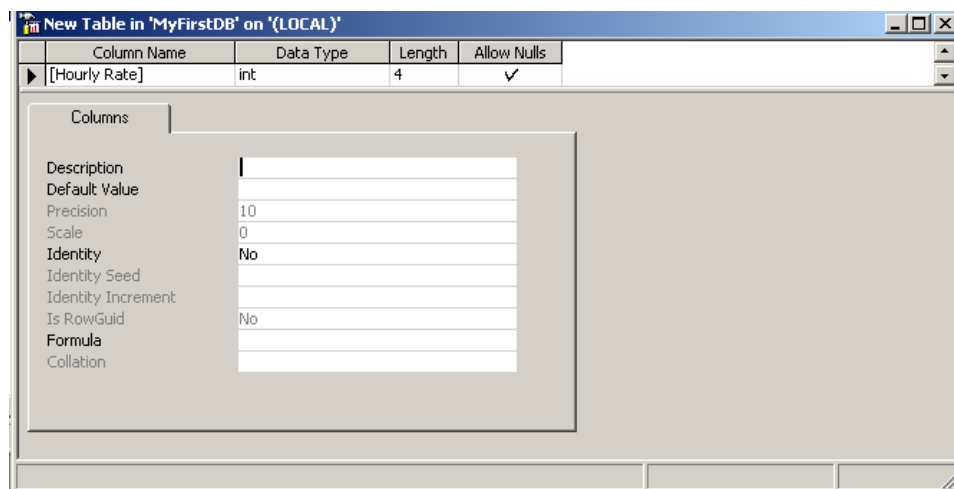 New Table in 'MyFirstDB' on '(LOCAL)'
Column Name Data Type Length Allow Nulls
[Hourly Rate] int 4
Columns
Description
Default Value
Precision 10
Scale 0
Identity No
Identity Seed
Identity Increment
Is RowGuid No
Formula
Collation